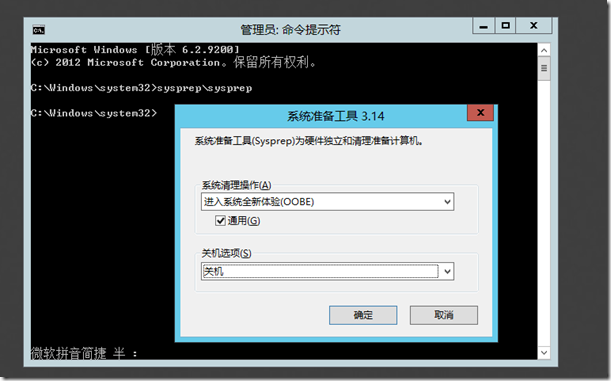 管理员: 命令提示符
Microsoft Windows [版本 6.2.9200]
(c) 2012 Microsoft Corporation。保留所有权利。
C:\Windows\system32>sysprep\sysprep
C:\Windows\system32>
系统准备工具 3.14
系统准备工具(Sysprep)为硬件独立和清理准备计算机。
系统清理操作(A)
进入系统全新体验(OOBE)
通用(G)
关机选项(S)
关机
确定
取消
微软拼音简捷 半 :